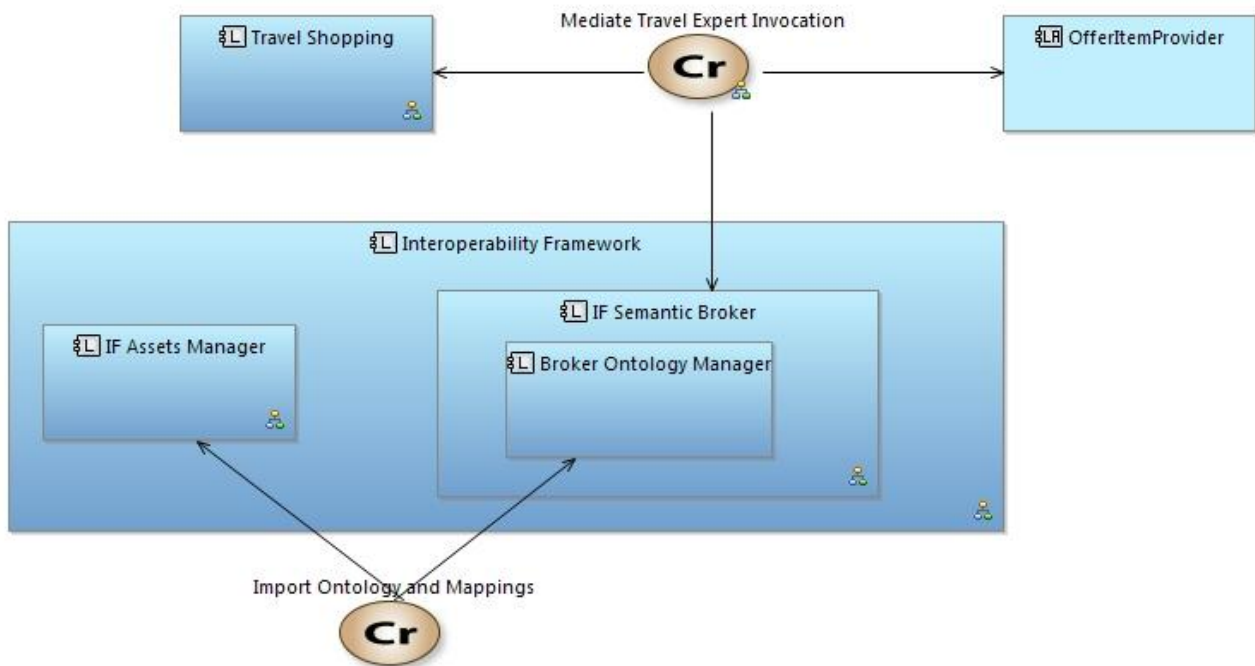 Mediate Travel Expert Invocation
L Travel Shopping
Cr
LA OfferItemProvider
L Interoperability Framework
L IF Semantic Broker
L IF Assets Manager
L Broker Ontology Manager
Import Ontology and Mappings
Cr